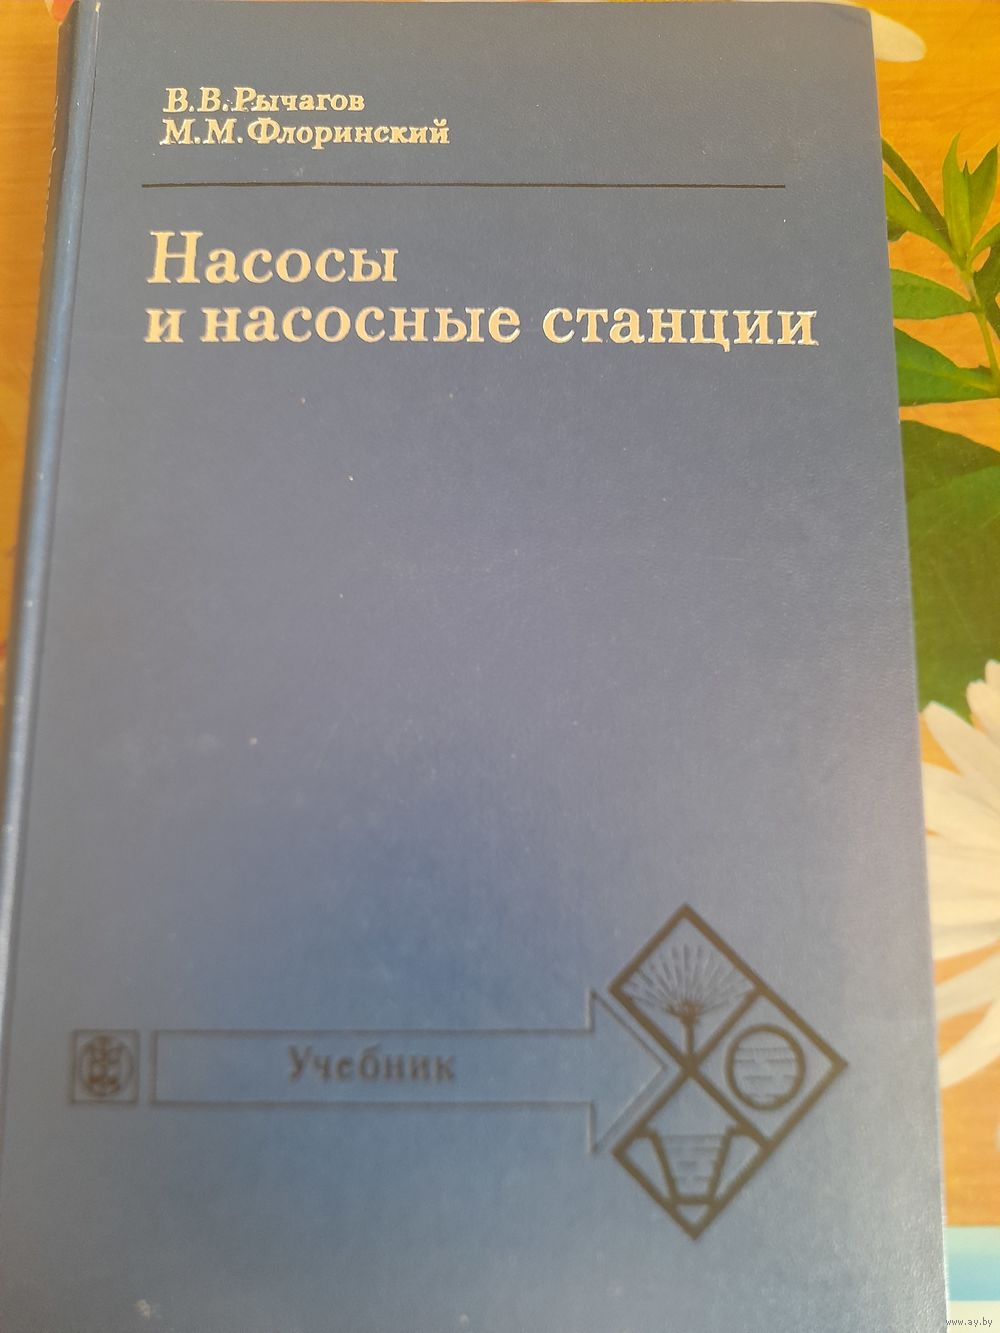 В.В.Рычагов
М.М.Флоринский
Насосы
и насосные станции
Учебник
www.ay.by